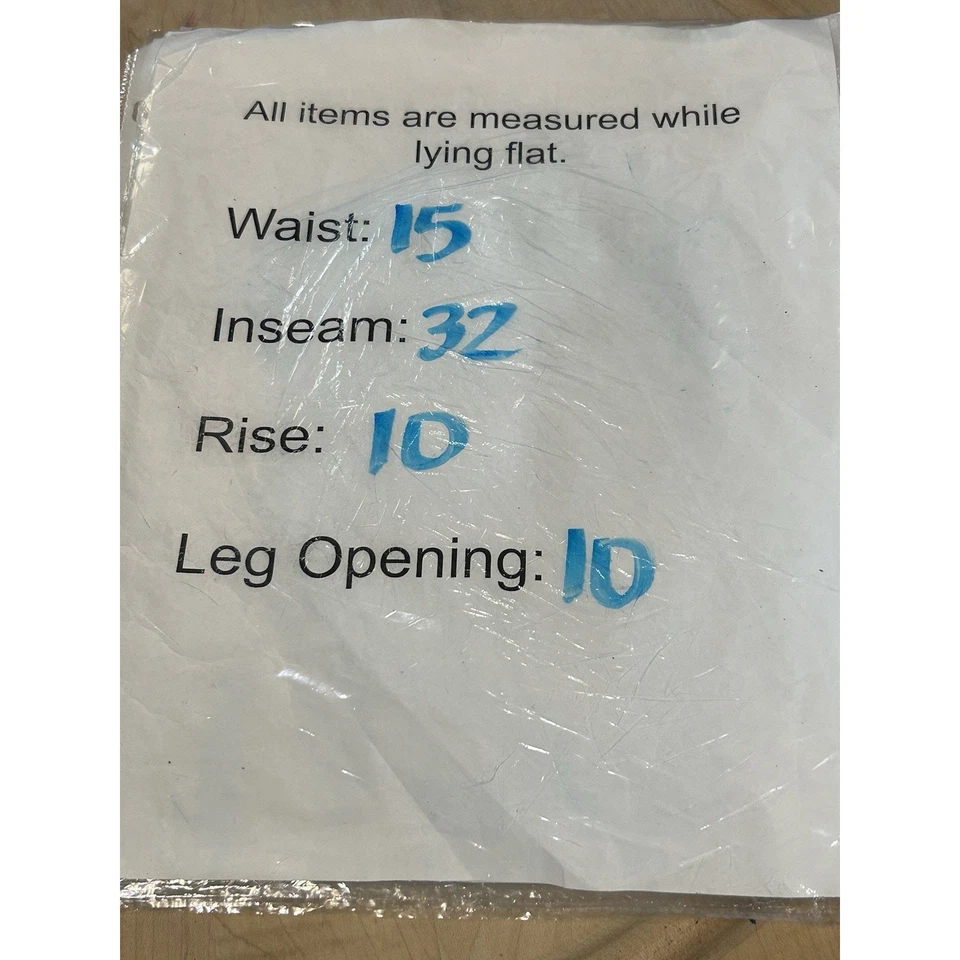 All items are measured while
lying flat.
Waist: 15
Inseam: 32
Rise: 10
Leg Opening: 10